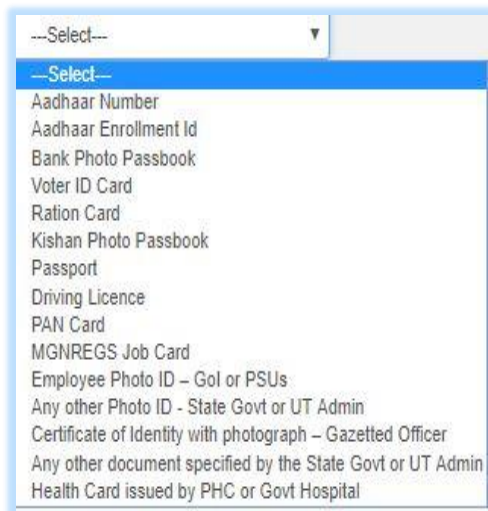 ---Select---
---Select---
Aadhaar Number
Aadhaar Enrollment Id
Bank Photo Passbook
Voter ID Card
Ration Card
Kishan Photo Passbook
Passport
Driving Licence
PAN Card
MGNREGS Job Card
Employee Photo ID – GoI or PSUs
Any other Photo ID - State Govt or UT Admin
Certificate of Identity with photograph – Gazetted Officer
Any other document specified by the State Govt or UT Admin
Health Card issued by PHC or Govt Hospital